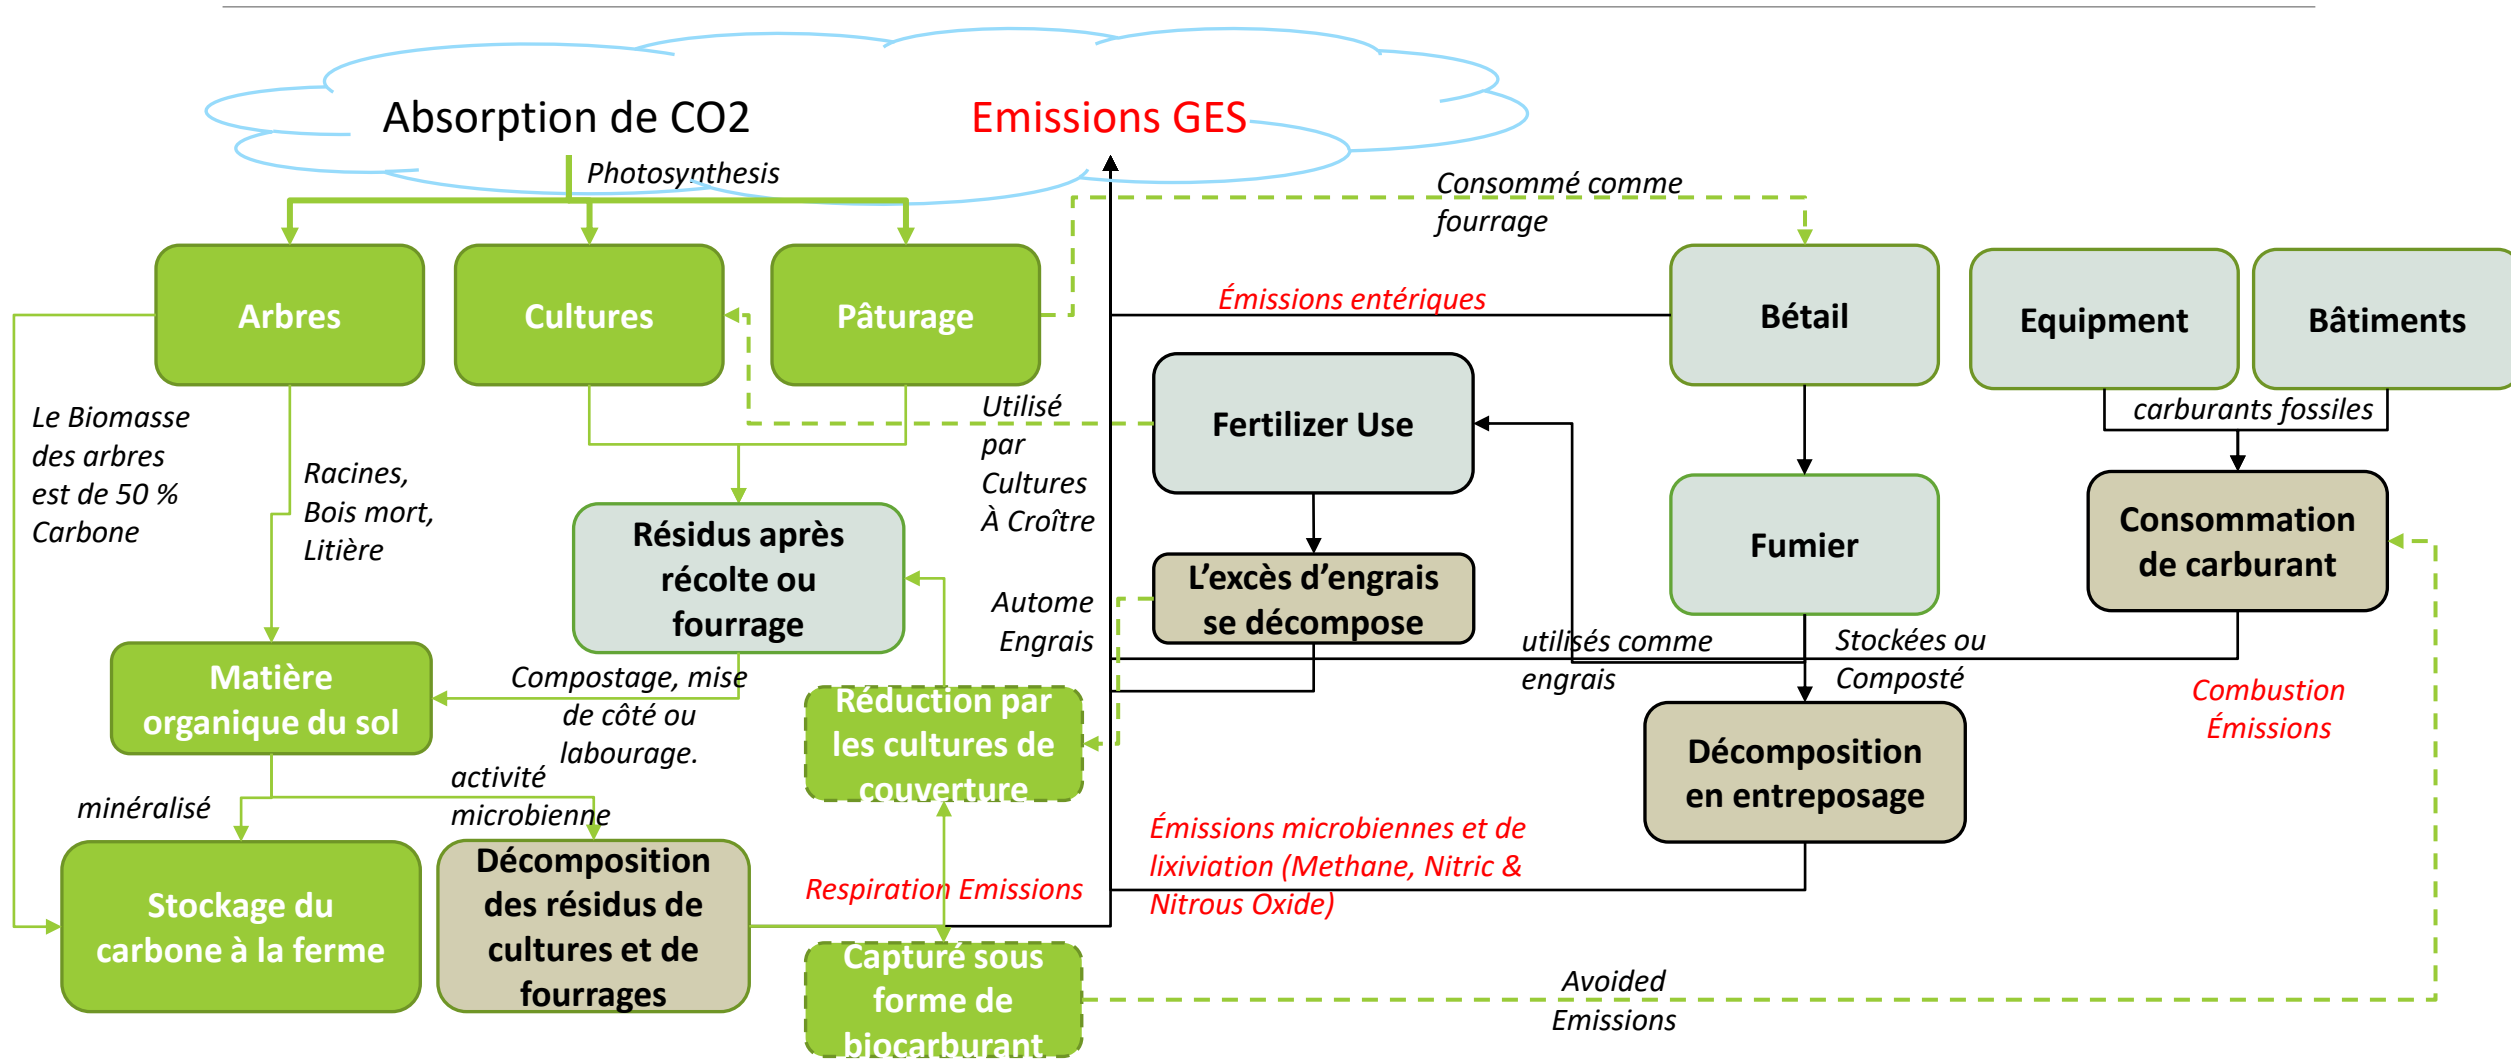 Absorption de CO2
Emissions GES
Photosynthesis
Consommé comme
fourrage
Arbres
Cultures
Pâturage
Émissions entériques
Bétail
Equipment
Bâtiments
Le Biomasse
des arbres
est de 50 %
Carbone
Racines,
Bois mort,
Litière
Utilisé
par
Cultures
À Croître
Fertilizer Use
carburants fossiles
Résidus après
récolte ou
fourrage
Fumier
Consommation
de carburant
L’excès d’engrais
se décompose
Autome
Engrais
utilisés comme
engrais
Stockées ou
Composté
Combustion
Émissions
Matière
organique du sol
Compostage, mise
de côté ou
labourage.
Réduction par
les cultures de
couverture
Décomposition
en entreposage
minéralisé
activité
microbienne
Stockage du
carbone à la ferme
Décomposition
des résidus de
cultures et de
fourrages
Respiration Emissions
Émissions microbiennes et de
lixiviation (Methane, Nitric &
Nitrous Oxide)
Capturé sous
forme de
biocarburant
Avoided
Emissions